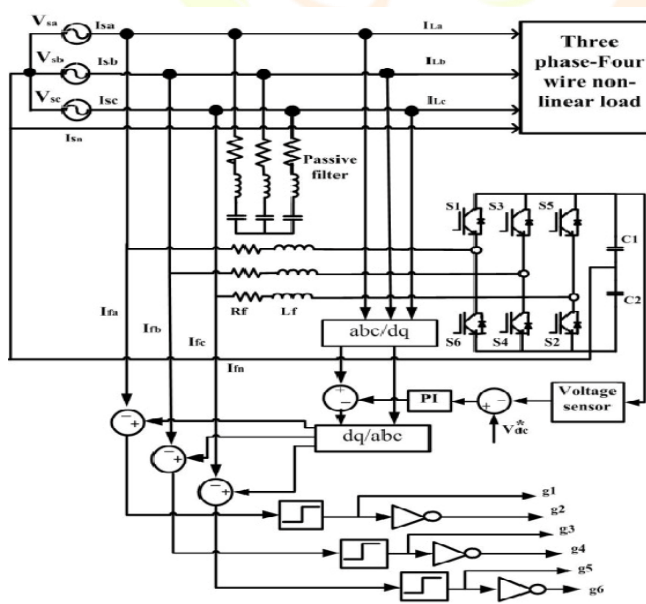 Vsa Isa ILa
Vsb Isb ILb
Vsc Isc ILc
Isn
Three
phase-Four
wire non-
linear load
Passive
filter
S1 S3 S5
C1
C2
Rf Lf
S6 S4 S2
Ifa
Ifb
Ifc
Ifn
abc/dq
+
−
PI
+ −
Voltage
sensor
V*dc
− +
dq/abc
− +
− +
g1
g2
g3
g4
g5
g6